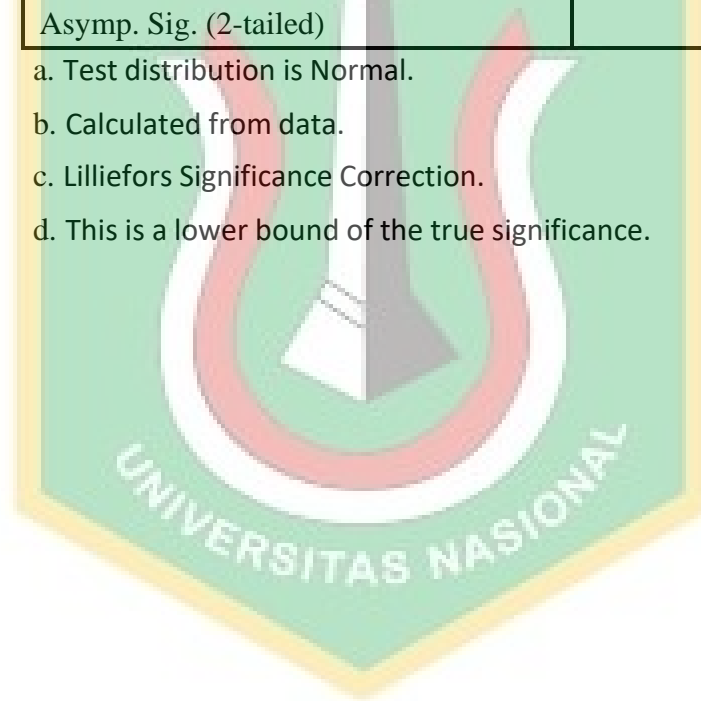 Asymp. Sig. (2-tailed)
a. Test distribution is Normal.
b. Calculated from data.
c. Lilliefors Significance Correction.
d. This is a lower bound of the true significance.
UNIVERSITAS NASIONAL